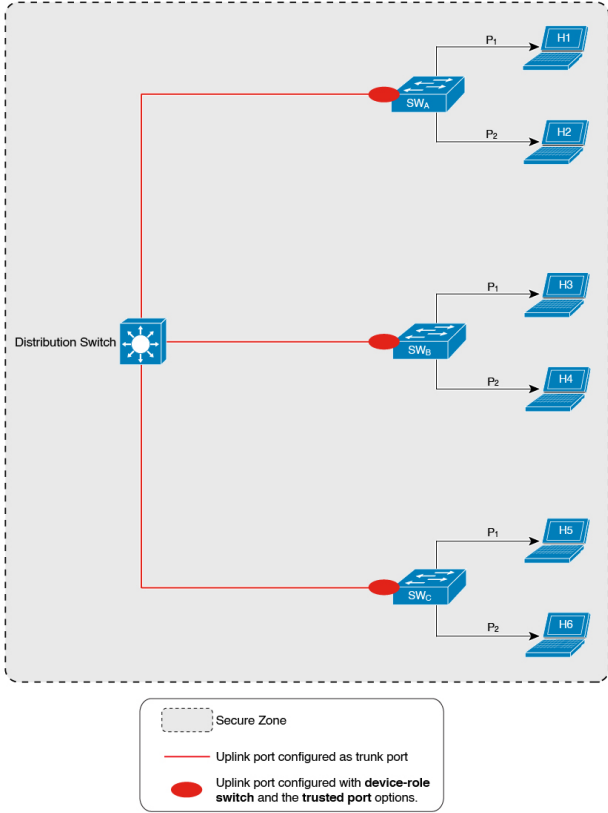 P1
H1
SWA
P2
H2
P1
H3
Distribution Switch
SWB
P2
H4
P1
H5
SWC
P2
H6
Secure Zone
Uplink port configured as trunk port
Uplink port configured with device-role
switch and the trusted port options.